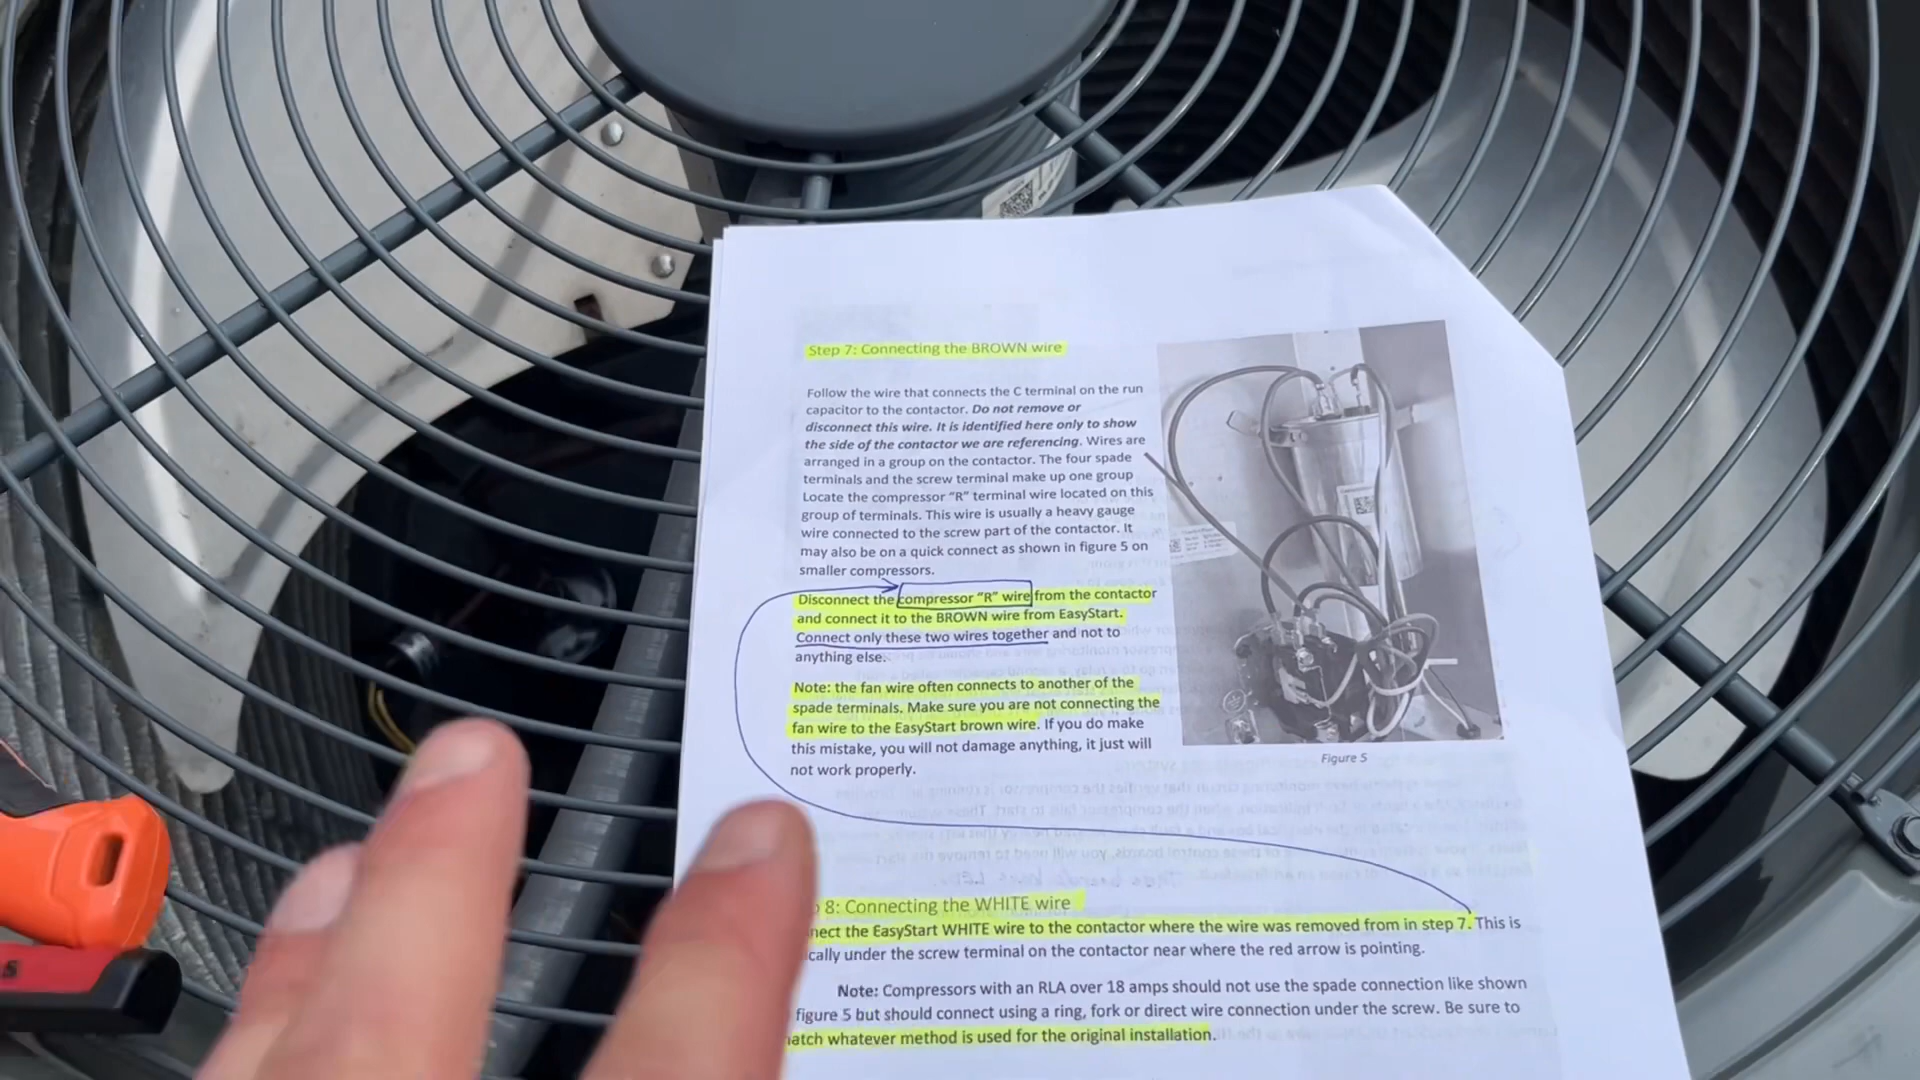 Step 7: Connecting the BROWN wire
Follow the wire that connects the C terminal on the run
capacitor to the contactor. Do not remove or
disconnect this wire. It is identified here only to show
the side of the contactor we are referencing. Wires are
arranged in a group on the contactor. The four spade
terminals and the screw terminal make up one group
Locate the compressor "R" terminal wire located on this
group of terminals. This wire is usually a heavy gauge
wire connected to the screw part of the contactor. It
may also be on a quick connect as shown in figure 5 on
smaller compressors.
Disconnect the compressor "R" wire from the contactor
and connect it to the BROWN wire from EasyStart.
Connect only these two wires together and not to
anything else.
Note: the fan wire often connects to another of the
spade terminals. Make sure you are not connecting the
fan wire to the EasyStart brown wire. If you do make
this mistake, you will not damage anything, it just will
not work properly.
Figure 5
8: Connecting the WHITE wire
nect the EasyStart WHITE wire to the contactor where the wire was removed from in step 7. This is
cally under the screw terminal on the contactor near where the red arrow is pointing.
Note: Compressors with an RLA over 18 amps should not use the spade connection like shown
figure 5 but should connect using a ring, fork or direct wire connection under the screw. Be sure to
atch whatever method is used for the original installation.